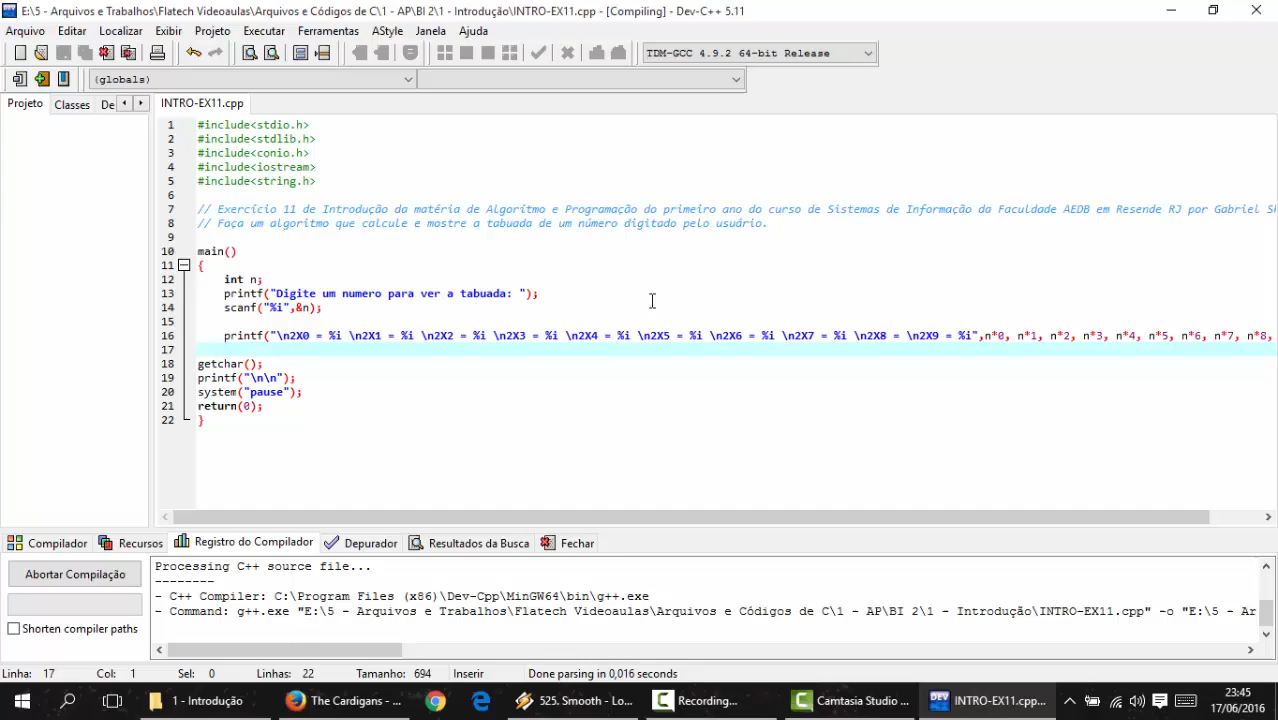 E:\5 - Arquivos e Trabalhos\Flatech Videoaulas\Arquivos e Códigos de C\1 - AP\BI 2\1 - Introdução\INTRO-EX11.cpp - [Compiling] - Dev-C++ 5.11
Arquivo Editar Localizar Exibir Projeto Executar Ferramentas AStyle Janela Ajuda
TDM-GCC 4.9.2 64-bit Release
(globals)
Projeto Classes De INTRO-EX11.cpp
1 #include<stdio.h>
2 #include<stdlib.h>
3 #include<conio.h>
4 #include<iostream>
5 #include<string.h>
6
7 // Exercício 11 de Introdução da matéria de Algorítmo e Programação do primeiro ano do curso de Sistemas de Informação da Faculdade AEDB em Resende RJ por Gabriel
8 // Faça um algoritmo que calcule e mostre a tabuada de um número digitado pelo usuário.
9
10 main()
11 {
12 int n;
13 printf("Digite um numero para ver a tabuada: ");
14 scanf("%i",&n);
15
16 printf("\n2X0 = %i \n2X1 = %i \n2X2 = %i \n2X3 = %i \n2X4 = %i \n2X5 = %i \n2X6 = %i \n2X7 = %i \n2X8 = \n2X9 = %i",n*0, n*1, n*2, n*3, n*4, n*5, n*6, n*7, n*8,
17
18 getchar();
19 printf("\n\n");
20 system("pause");
21 return(0);
22 }
Compilador Recursos Registro do Compilador Depurador Resultados da Busca Fechar
Abortar Compilação
Shorten compiler paths
Processing C++ source file...
--------
- C++ Compiler: C:\Program Files (x86)\Dev-Cpp\MinGW64\bin\g++.exe
- Command: g++.exe "E:\5 - Arquivos e Trabalhos\Flatech Videoaulas\Arquivos e Códigos de C\1 - AP\BI 2\1 - Introdução\INTRO-EX11.cpp" -o "E:\5 - Ar
Linha: 17 Col: 1 Sel: 0 Linhas: 22 Tamanho: 694 Inserir Done parsing in 0,016 seconds
1 - Introdução The Cardigans - ... 525. Smooth - Lo... Recording... Camtasia Studio ... DEV INTRO-EX11.cpp... 23:45
17/06/2016